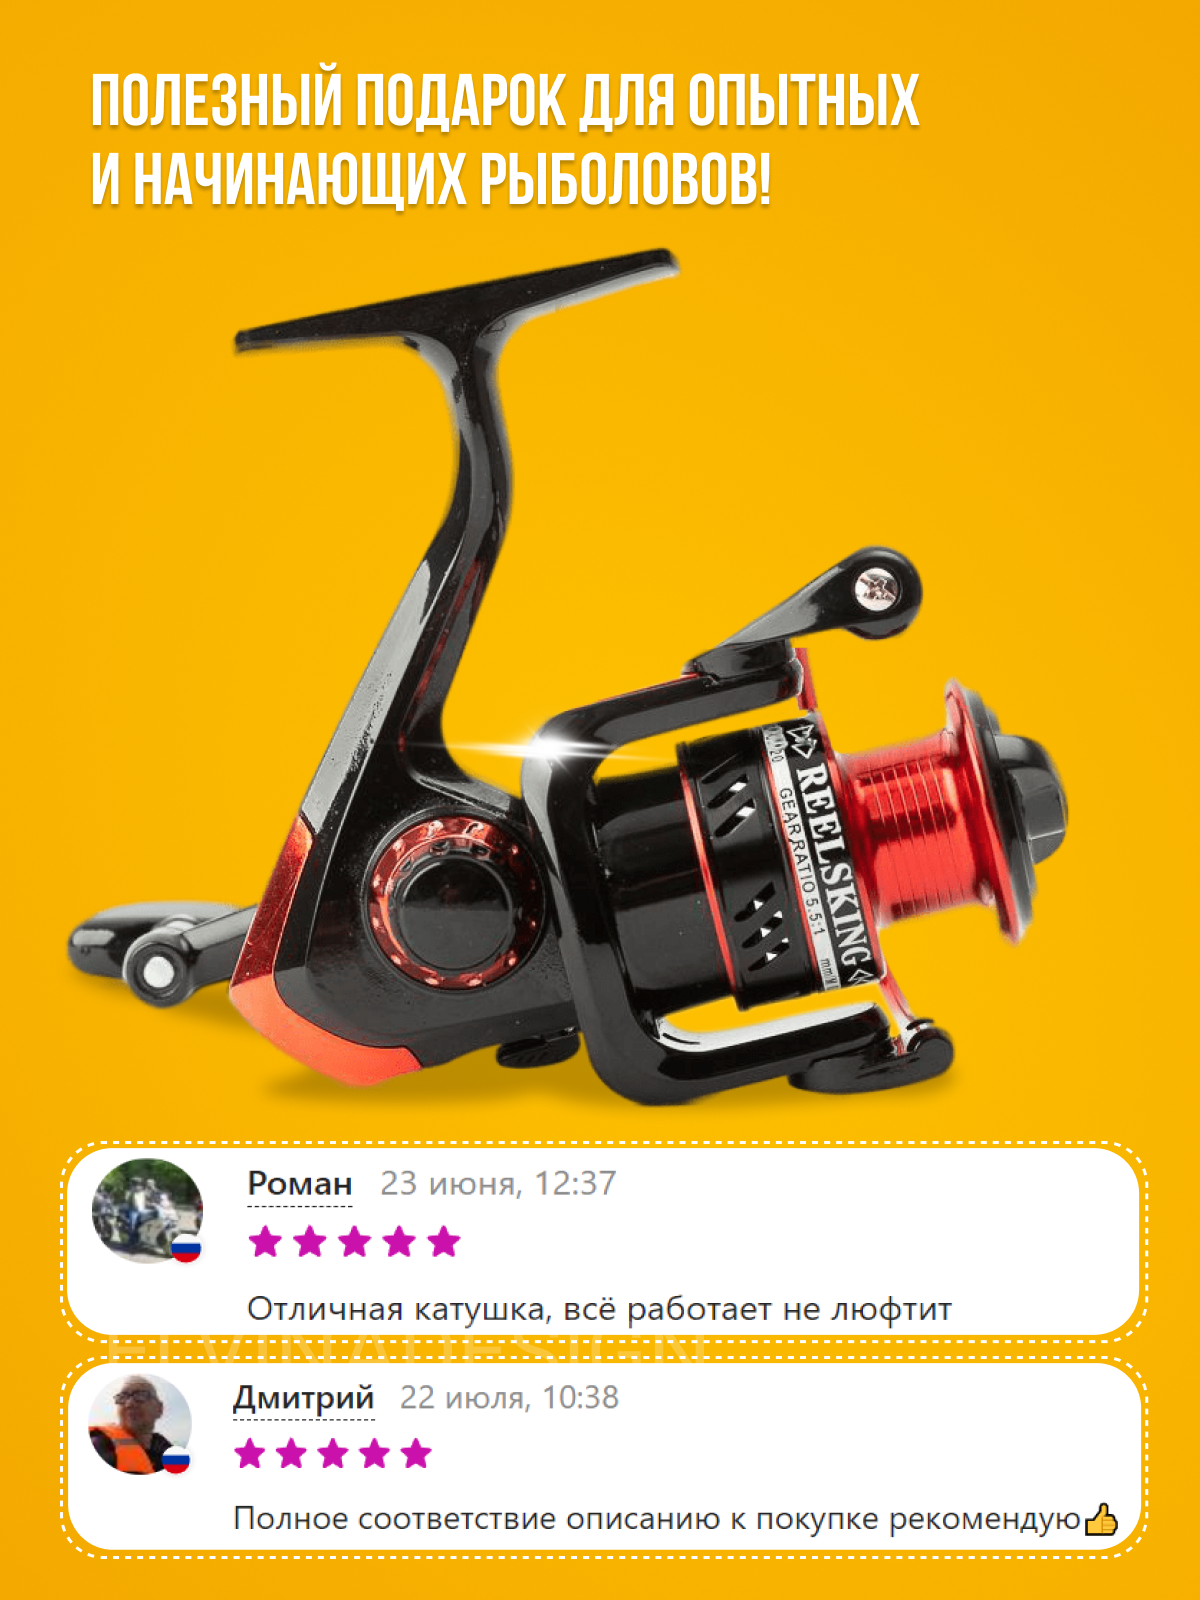 ПОЛЕЗНЫЙ ПОДАРОК ДЛЯ ОПЫТНЫХ
И НАЧИНАЮЩИХ РЫБОЛОВОВ!
REELSKING
GEAR RATIO 5.5:1
Роман 23 июня, 12:37
Отличная катушка, всё работает не люфтит
ELVINADESIGN
Дмитрий 22 июля, 10:38
Полное соответствие описанию к покупке рекомендую👍